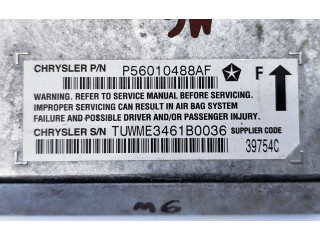 CHRYSLER P/N P56010488AF
F
WARNING. REFER TO SERVICE MANUAL BEFORE SERVICING.
IMPROPER SERVICING CAN RESULT IN AIR BAG SYSTEM
FAILURE AND POSSIBLE DRIVER AND/OR PASSENGER INJURY.
CHRYSLER S/N TUWME3461B0036 SUPPLIER CODE
39754C
M6